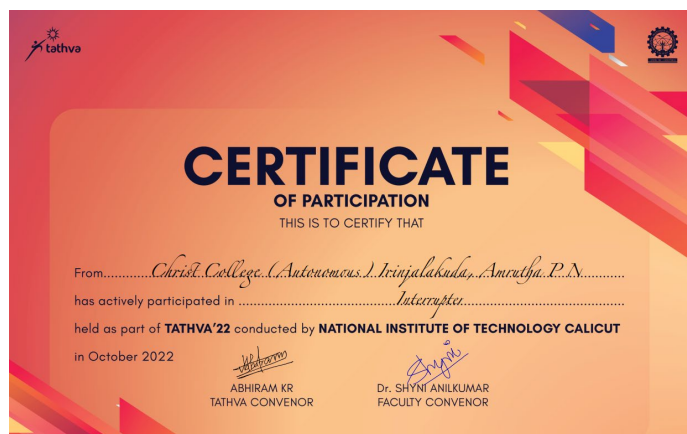 tathva
CERTIFICATE
OF PARTICIPATION
THIS IS TO CERTIFY THAT
From Christ College (Autonomous) Irinjalakuda, Amrutha P N
has actively participated in Interrupter
held as part of TATHVA'22 conducted by NATIONAL INSTITUTE OF TECHNOLOGY CALICUT
in October 2022
Shyni
ABHIRAM KR
Dr. SHYNI ANILKUMAR
TATHVA CONVENOR
FACULTY CONVENOR